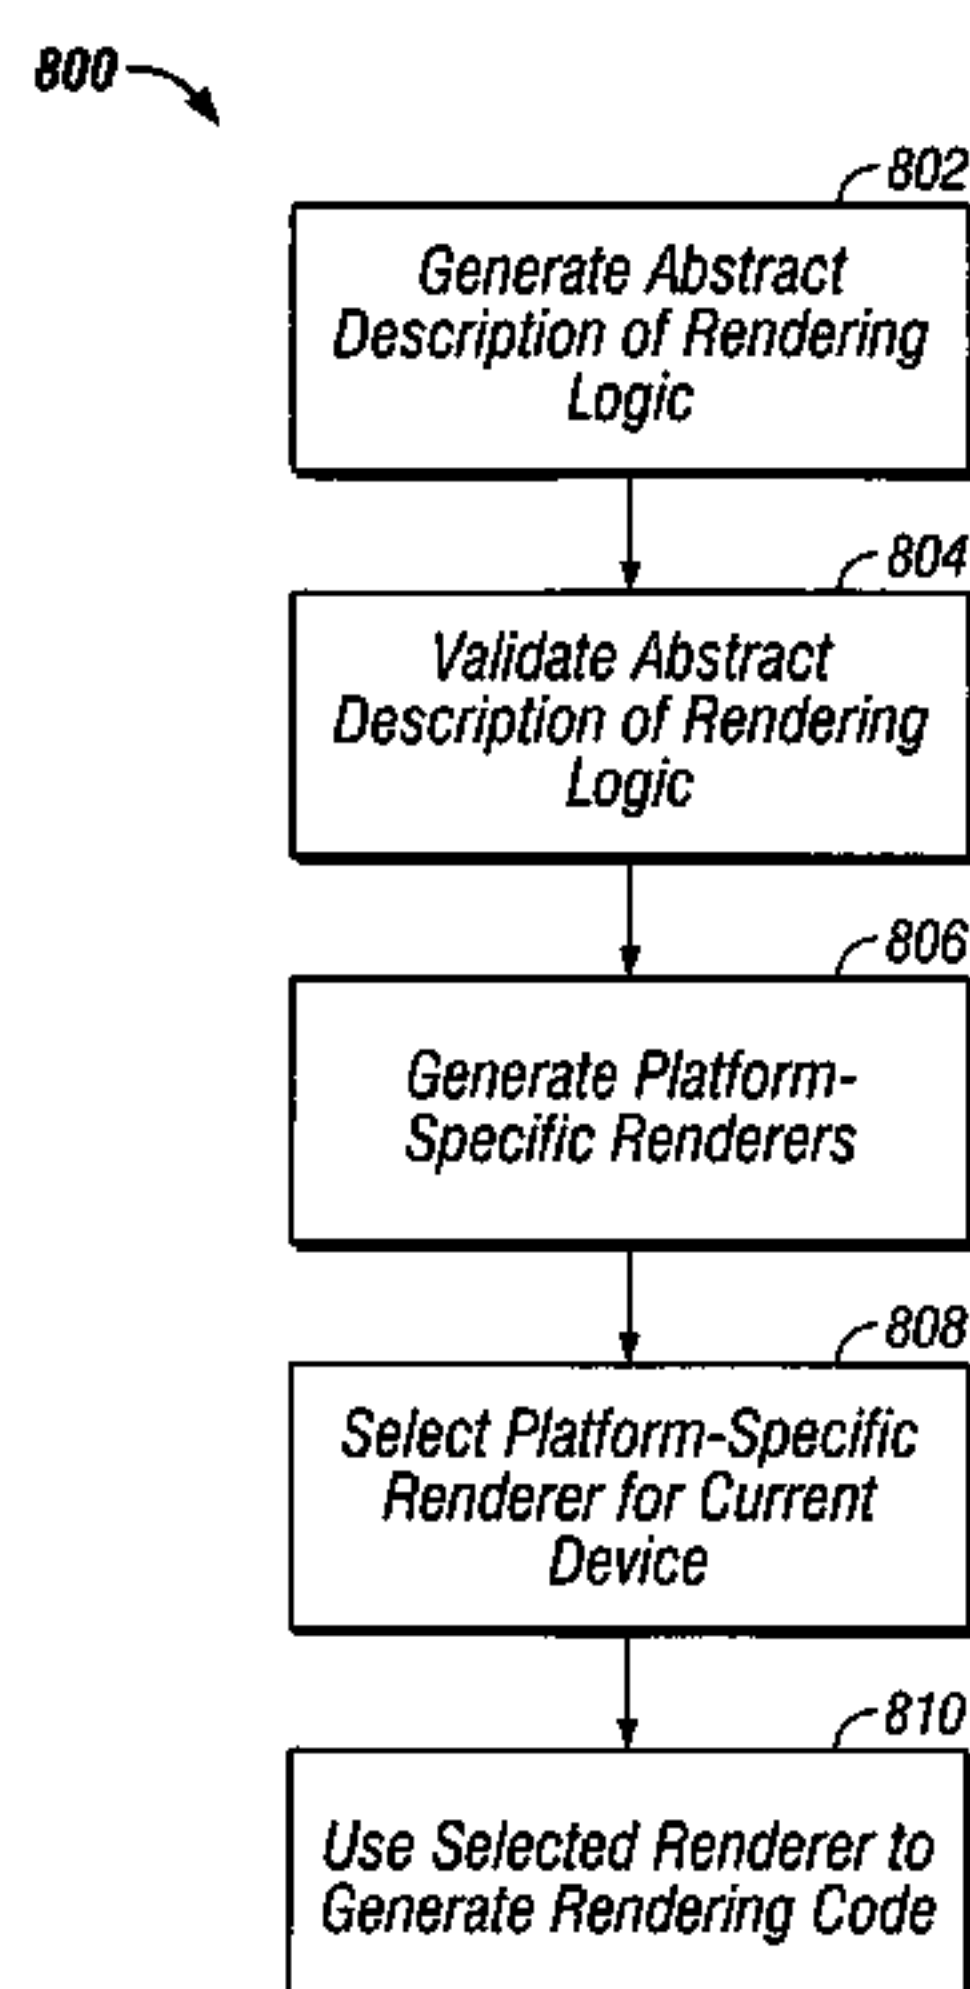 800
802
Generate Abstract
Description of Rendering
Logic
804
Validate Abstract
Description of Rendering
Logic
806
Generate Platform-
Specific Renderers
808
Select Platform-Specific
Renderer for Current
Device
810
Use Selected Renderer to
Generate Rendering Code